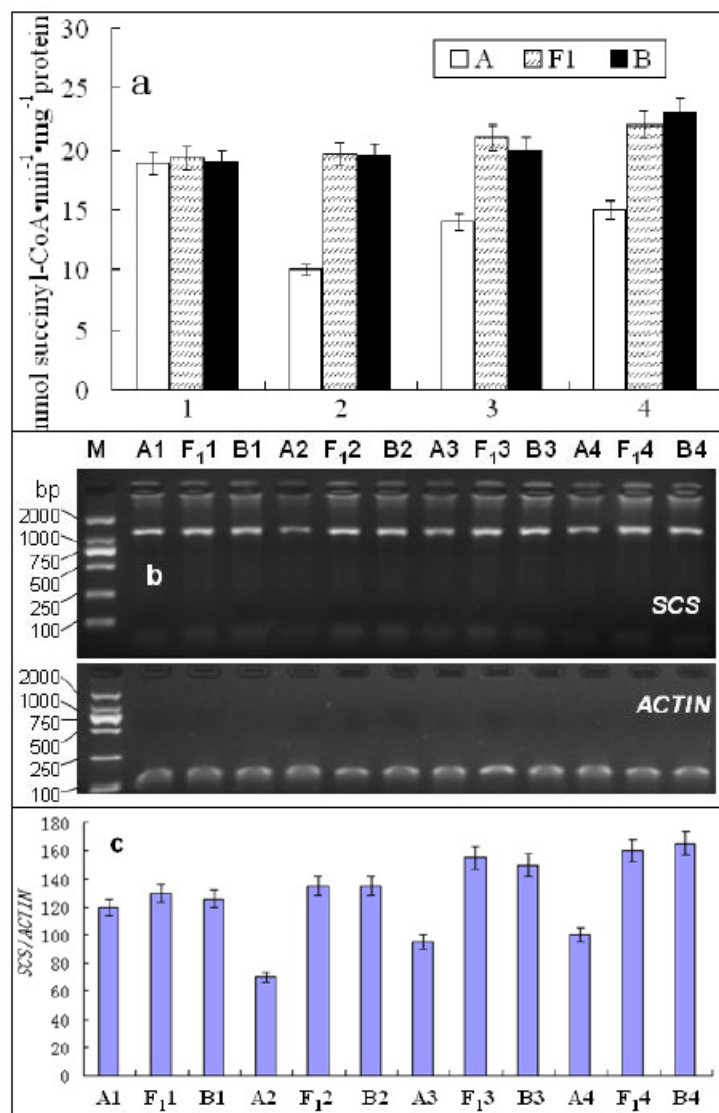 30
25
20
15
10
5
0
nmol succinyl-CoA•min⁻¹•mg⁻¹protein
a
A F1 B
1 2 3 4
M A1 F₁1 B1 A2 F₁2 B2 A3 F₁3 B3 A4 F₁4 B4
bp
2000
1000
750
500
250
100
b
SCS
2000
1000
750
500
250
100
ACTIN
180
160
140
120
100
80
60
40
20
0
SCS/ACTIN
c
A1 F₁1 B1 A2 F₁2 B2 A3 F₁3 B3 A4 F₁4 B4